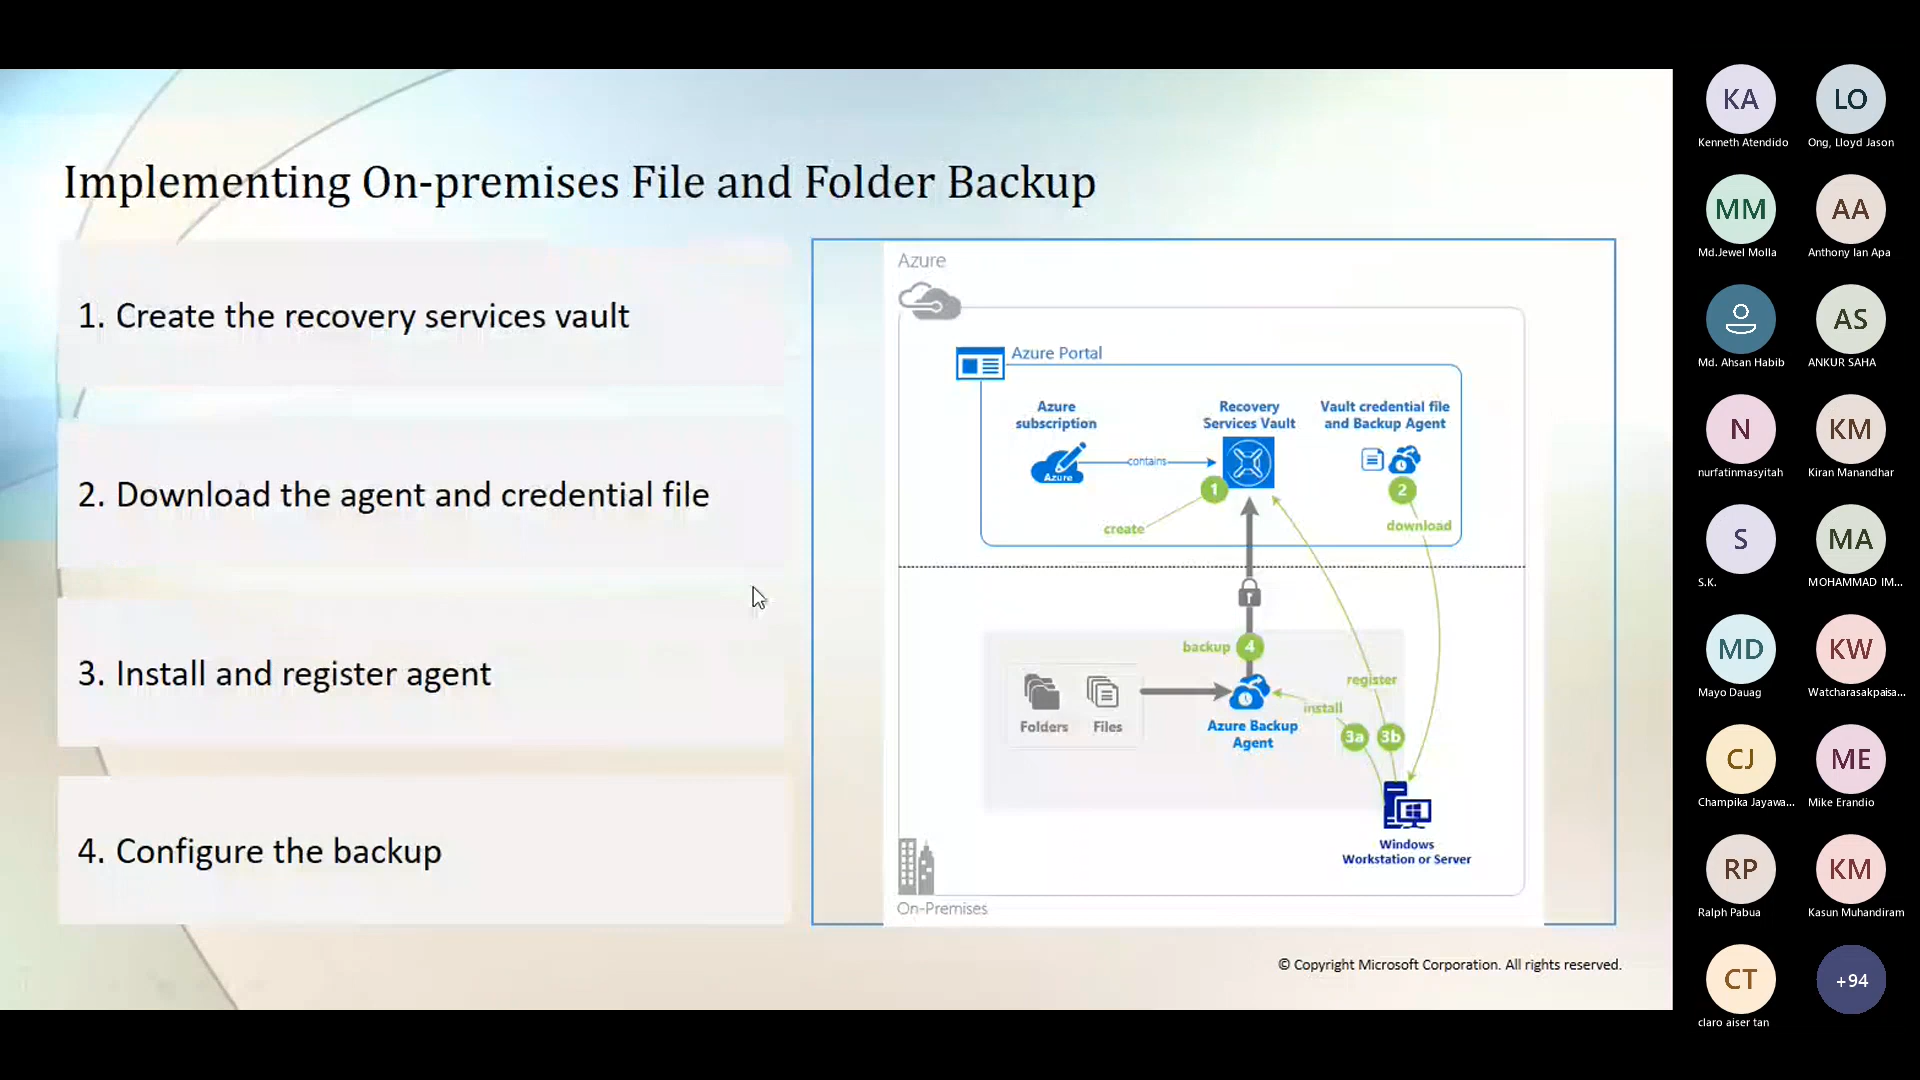 Implementing On-premises File and Folder Backup
1. Create the recovery services vault
2. Download the agent and credential file
3. Install and register agent
4. Configure the backup
Azure
Azure Portal
Azure
subscription
Azure
contains
Recovery
Services Vault
Vault credential file
and Backup Agent
1
2
create
download
backup
4
Folders
Files
Azure Backup
Agent
register
install
3a
3b
Windows
Workstation or Server
On-Premises
© Copyright Microsoft Corporation. All rights reserved.
KA
Kenneth Atendido
LO
Ong, Lloyd Jason
MM
Md.Jewel Molla
AA
Anthony Ian Apa
Md. Ahsan Habib
AS
ANKUR SAHA
N
nurfatinmasyitah
KM
Kiran Manandhar
S
S.K.
MA
MOHAMMAD IM...
MD
Mayo Dauag
KW
Watcharasakpaisa...
CJ
Champika Jayawa...
ME
Mike Erandio
RP
Ralph Pabua
KM
Kasun Muhandiram
CT
claro aiser tan
+94